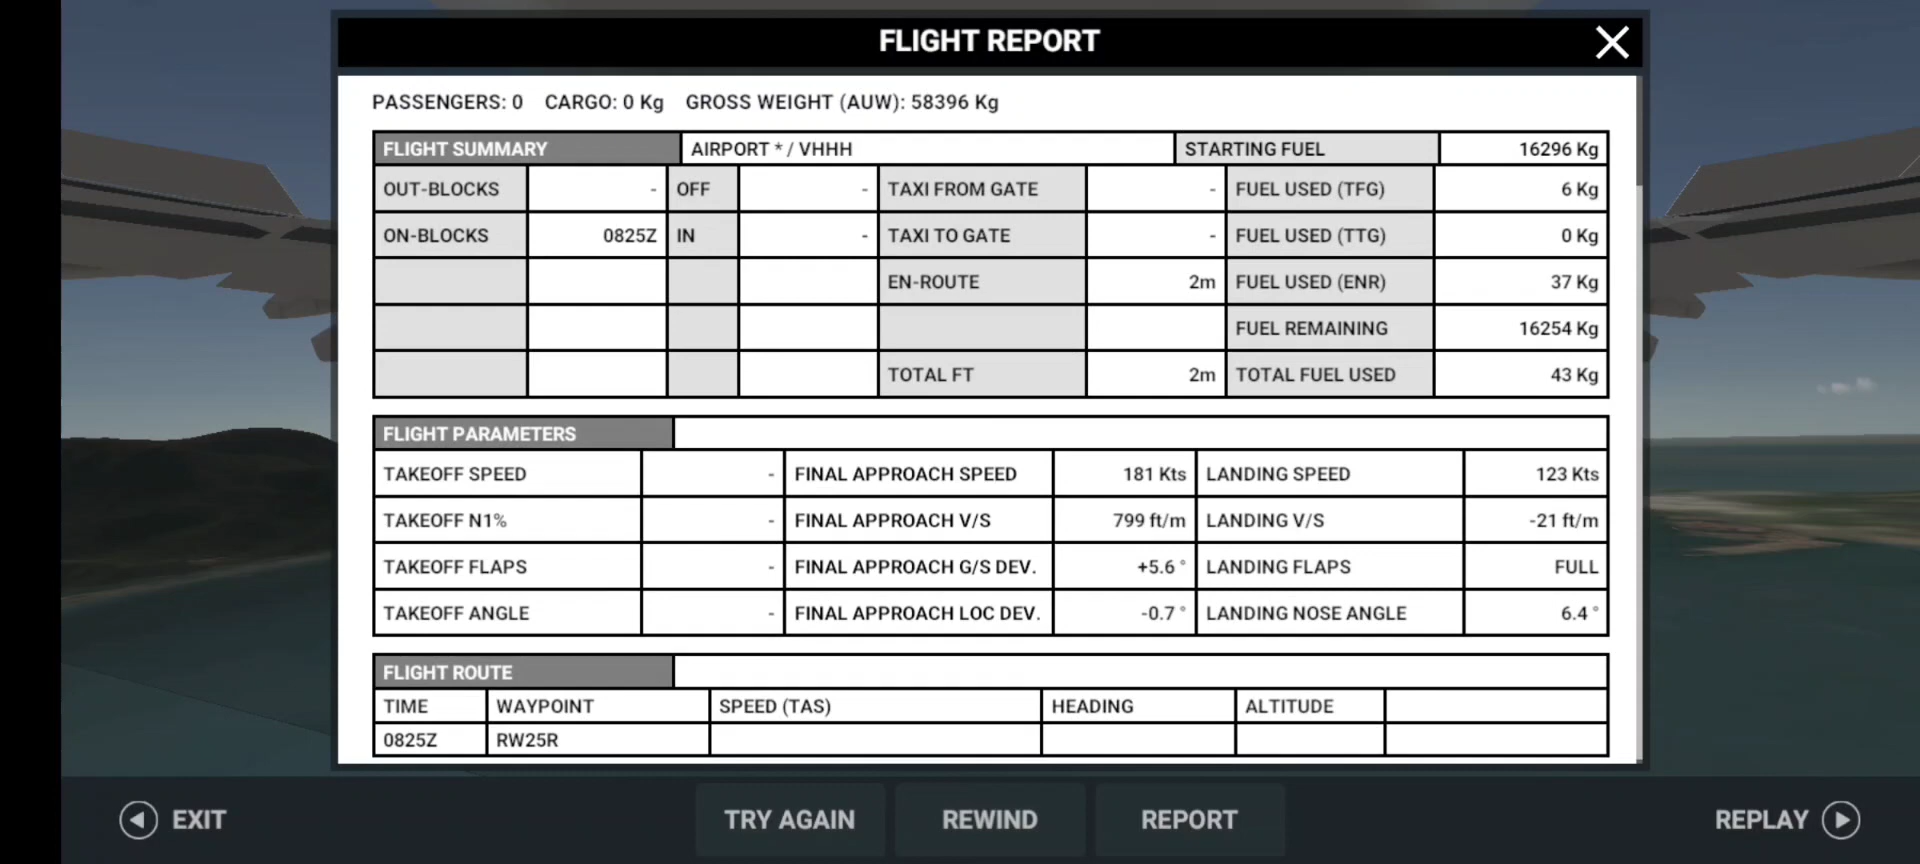 FLIGHT REPORT
PASSENGERS: 0 CARGO: 0 Kg GROSS WEIGHT (AUW): 58396 Kg
FLIGHT SUMMARY AIRPORT * / VHHH STARTING FUEL 16296 Kg
OUT-BLOCKS - OFF - TAXI FROM GATE - FUEL USED (TFG) 6 Kg
ON-BLOCKS 0825Z IN - TAXI TO GATE - FUEL USED (TTG) 0 Kg
EN-ROUTE 2m FUEL USED (ENR) 37 Kg
FUEL REMAINING 16254 Kg
TOTAL FT 2m TOTAL FUEL USED 43 Kg
FLIGHT PARAMETERS
TAKEOFF SPEED - FINAL APPROACH SPEED 181 Kts LANDING SPEED 123 Kts
TAKEOFF N1% - FINAL APPROACH V/S 799 ft/m LANDING V/S -21 ft/m
TAKEOFF FLAPS - FINAL APPROACH G/S DEV. +5.6 ° LANDING FLAPS FULL
TAKEOFF ANGLE - FINAL APPROACH LOC DEV. -0.7 ° LANDING NOSE ANGLE 6.4 °
FLIGHT ROUTE
TIME WAYPOINT SPEED (TAS) HEADING ALTITUDE
0825Z RW25R
EXIT TRY AGAIN REWIND REPORT REPLAY